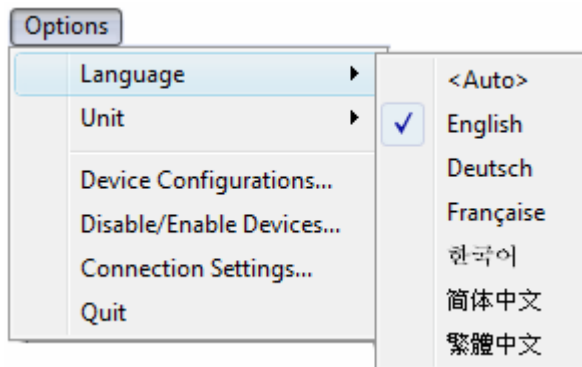 Options
Language
Unit
Device Configurations...
Disable/Enable Devices...
Connection Settings...
Quit
<Auto>
English
Deutsch
Française
한국어
简体中文
繁體中文